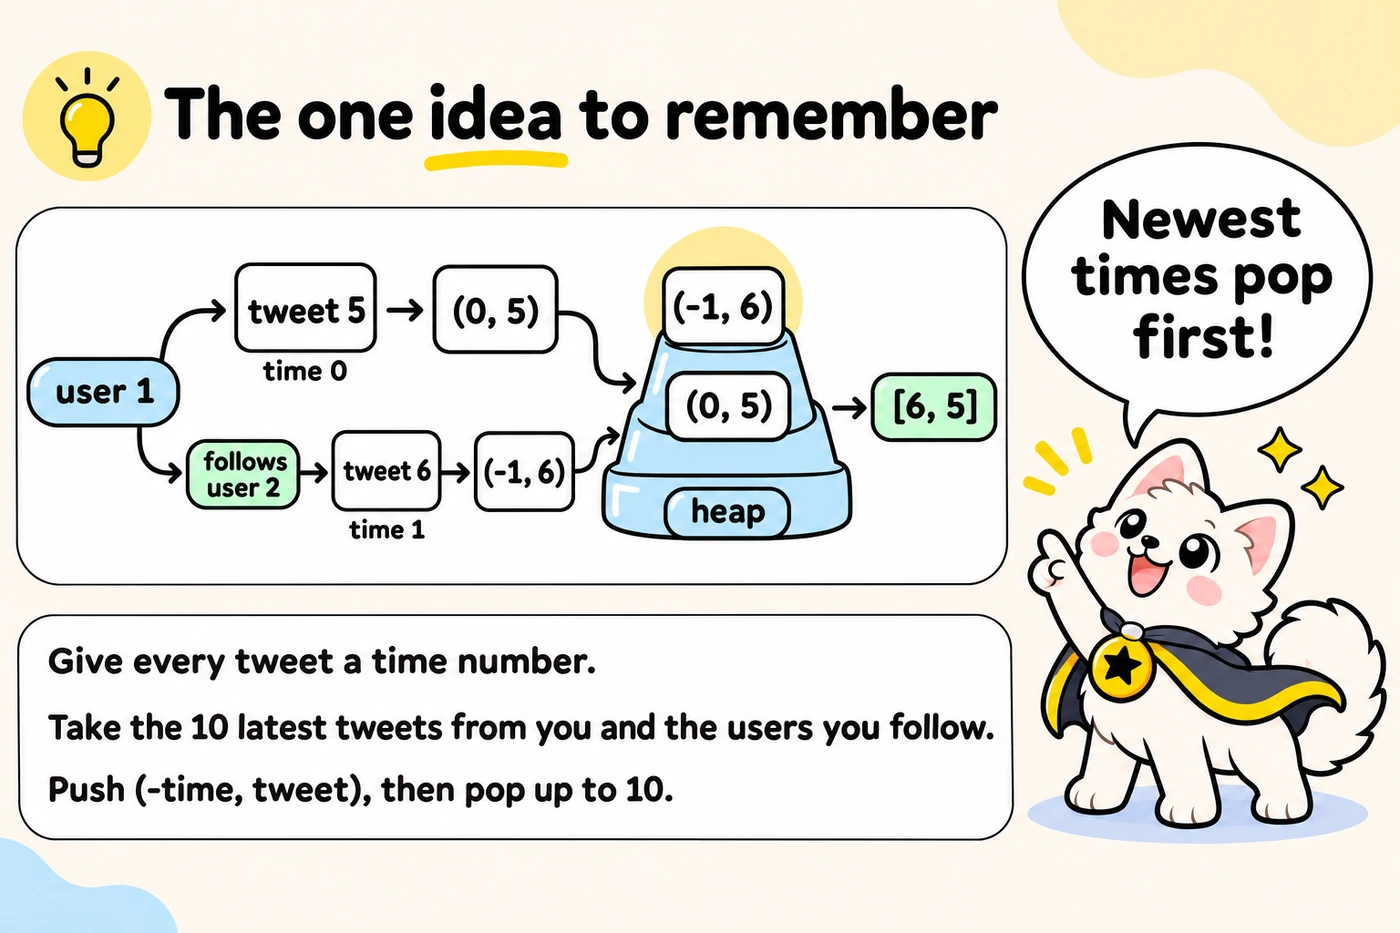 The one idea to remember
Newest
times pop
first!
user 1
tweet 5
time 0
(0, 5)
follows
user 2
tweet 6
time 1
(-1, 6)
(-1, 6)
(0, 5)
heap
[6, 5]
Give every tweet a time number.
Take the 10 latest tweets from you and the users you follow.
Push (-time, tweet), then pop up to 10.